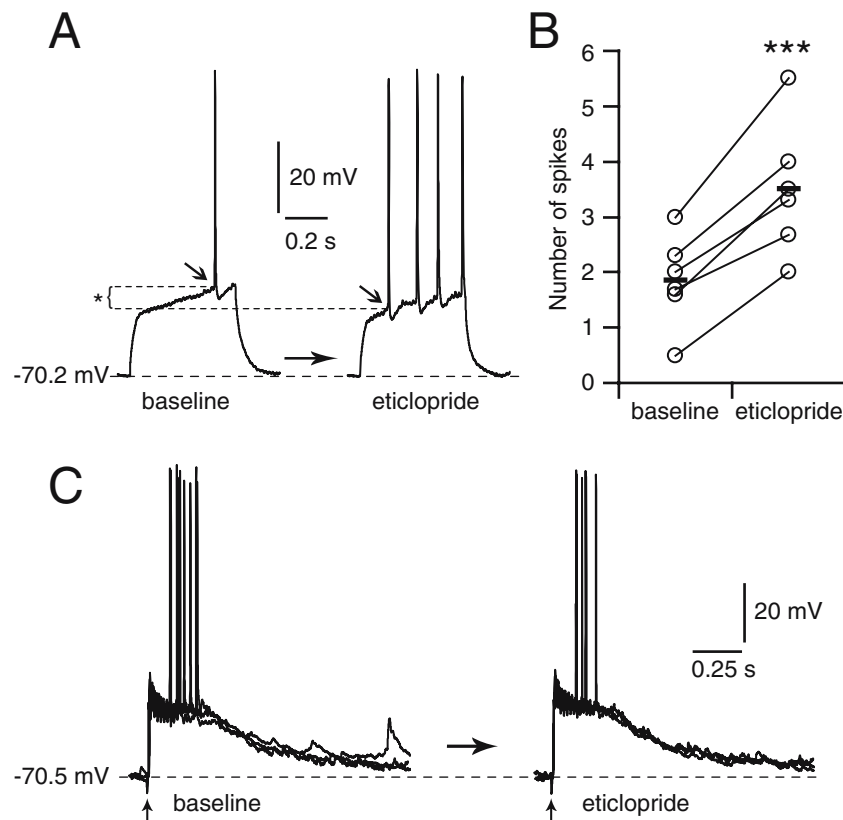 A
20 mV
0.2 s
*
-70.2 mV
baseline
eticlopride
B
***
Number of spikes
6
5
4
3
2
1
0
baseline
eticlopride
C
20 mV
0.25 s
-70.5 mV
baseline
eticlopride